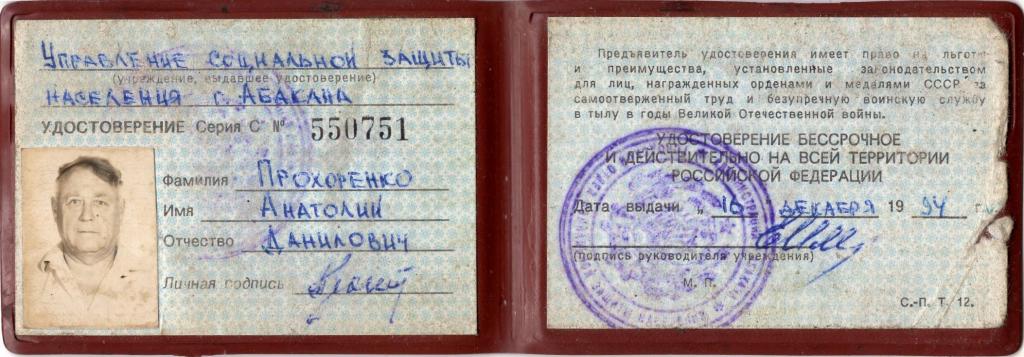 Управление социальной защиты
(учреждение, выдавшее удостоверение)
населения г. Абакана
УДОСТОВЕРЕНИЕ Серия С № 550751
Фамилия Прохоренко
Имя Анатолий
Отчество Данилович
Личная подпись
Предъявитель удостоверения имеет право на льготы
и преимущества, установленные законодательством
для лиц, награжденных орденами и медалями СССР за
самоотверженный труд и безупречную воинскую службу
в тылу в годы Великой Отечественной войны.
УДОСТОВЕРЕНИЕ БЕССРОЧНОЕ
И ДЕЙСТВИТЕЛЬНО НА ВСЕЙ ТЕРРИТОРИИ
РОССИЙСКОЙ ФЕДЕРАЦИИ
Дата выдачи „16 декабря 1994 г.
(подпись руководителя учреждения)
М. П.
С.-П. Т. 12.